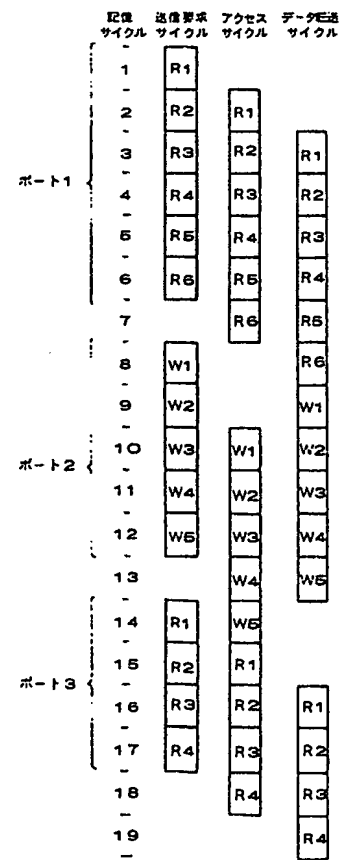 記憶サイクル 送信要求サイクル アクセスサイクル データ転送サイクル
1 R1
2 R2 R1
3 R3 R2 R1
ポート1
4 R4 R3 R2
5 R5 R4 R3
6 R6 R5 R4
7 R6 R5
8 W1 R6
9 W2 W1
10 W3 W1 W2
ポート2
11 W4 W2 W3
12 W5 W3 W4
13 W4 W5
14 R1 W5
15 R2 R1
ポート3
16 R3 R2 R1
17 R4 R3 R2
18 R4 R3
19 R4